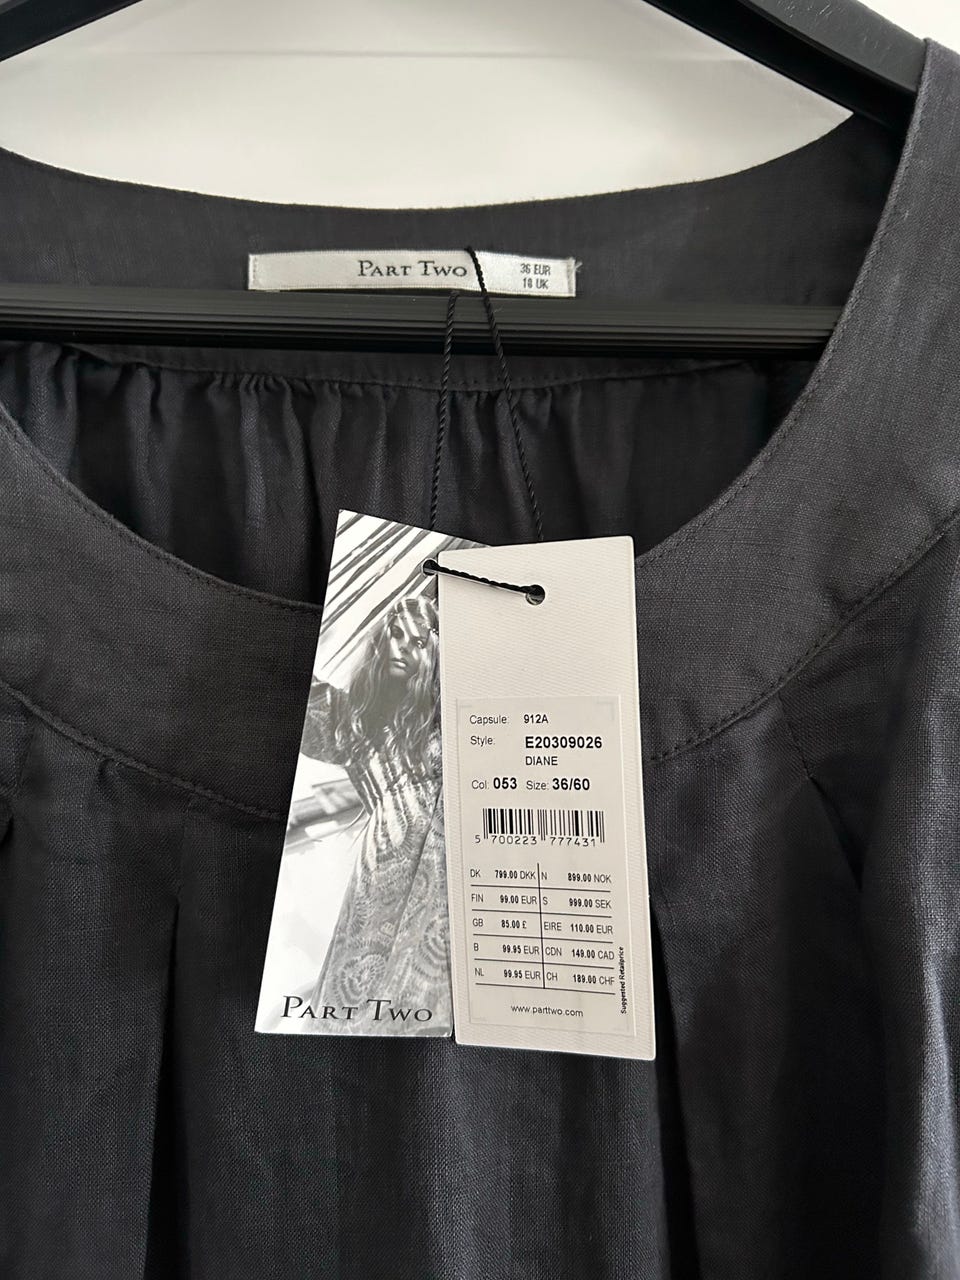 PART TWO
36 EUR
10 UK
Capsule: 912A
Style: E20309026
DIANE
Col: 053 Size: 36/60
5 700223 777431
DK 799.00 DKK N 899.00 NOK
FIN 99.00 EUR S 999.00 SEK
GB 85.00 £ EIRE 110.00 EUR
B 99.95 EUR CDN 149.00 CAD
NL 99.95 EUR CH 189.00 CHF
Suggested Retailprice
www.parttwo.com
PART TWO